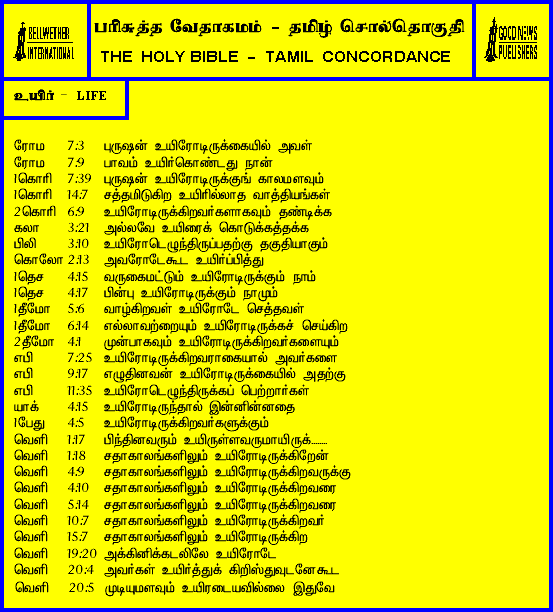 BELLWETHER
INTERNATIONAL
பரிசுத்த வேதாகமம் - தமிழ் சொல்தொகுதி
THE HOLY BIBLE - TAMIL CONCORDANCE
GOOD NEWS
PUBLISHERS
உயிர் - LIFE
ரோம 7:3 புருஷன் உயிரோடிருக்கையில் அவள்
ரோம 7:9 பாவம் உயிர்கொண்டது நான்
1கொரி 7:39 புருஷன் உயிரோடிருக்குங் காலமளவும்
1கொரி 14:7 சத்தமிடுகிற உயிரில்லாத வாத்தியங்கள்
2கொரி 6:9 உயிரோடிருக்கிறவர்களாகவும் தண்டிக்க
கலா 3:21 அல்லவே உயிரைக் கொடுக்கத்தக்க
பிலி 3:10 உயிரோடெழுந்திருப்பதற்கு தகுதியாகும்
கொலோ 2:13 அவரோடேகூட உயிர்ப்பித்து
1தெச 4:15 வருகைமட்டும் உயிரோடிருக்கும் நாம்
1தெச 4:17 பின்பு உயிரோடிருக்கும் நாமும்
1தீமோ 5:6 வாழ்கிறவள் உயிரோடே செத்தவள்
1தீமோ 6:14 எல்லாவற்றையும் உயிரோடிருக்கச் செய்கிற
2தீமோ 4:1 முன்பாகவும் உயிரோடிருக்கிறவர்களையும்
எபி 7:25 உயிரோடிருக்கிறவராகையால் அவர்களை
எபி 9:17 எழுதினவன் உயிரோடிருக்கையில் அதற்கு
எபி 11:35 உயிரோடெழுந்திருக்கப் பெற்றார்கள்
யாக் 4:15 உயிரோடிருந்தால் இன்னின்னதை
1பேது 4:5 உயிரோடிருக்கிறவர்களுக்கும்
வெளி 1:17 பிந்தினவரும் உயிருள்ளவருமாயிருக்........
வெளி 1:18 சதாகாலங்களிலும் உயிரோடிருக்கிறேன்
வெளி 4:9 சதாகாலங்களிலும் உயிரோடிருக்கிறவருக்கு
வெளி 4:10 சதாகாலங்களிலும் உயிரோடிருக்கிறவரை
வெளி 5:14 சதாகாலங்களிலும் உயிரோடிருக்கிறவரை
வெளி 10:7 சதாகாலங்களிலும் உயிரோடிருக்கிறவர்
வெளி 15:7 சதாகாலங்களிலும் உயிரோடிருக்கிற
வெளி 19:20 அக்கினிக்கடலிலே உயிரோடே
வெளி 20:4 அவர்கள் உயிர்த்துக் கிறிஸ்துவுடனேகூட
வெளி 20:5 முடியுமளவும் உயிரடையவில்லை இதுவே